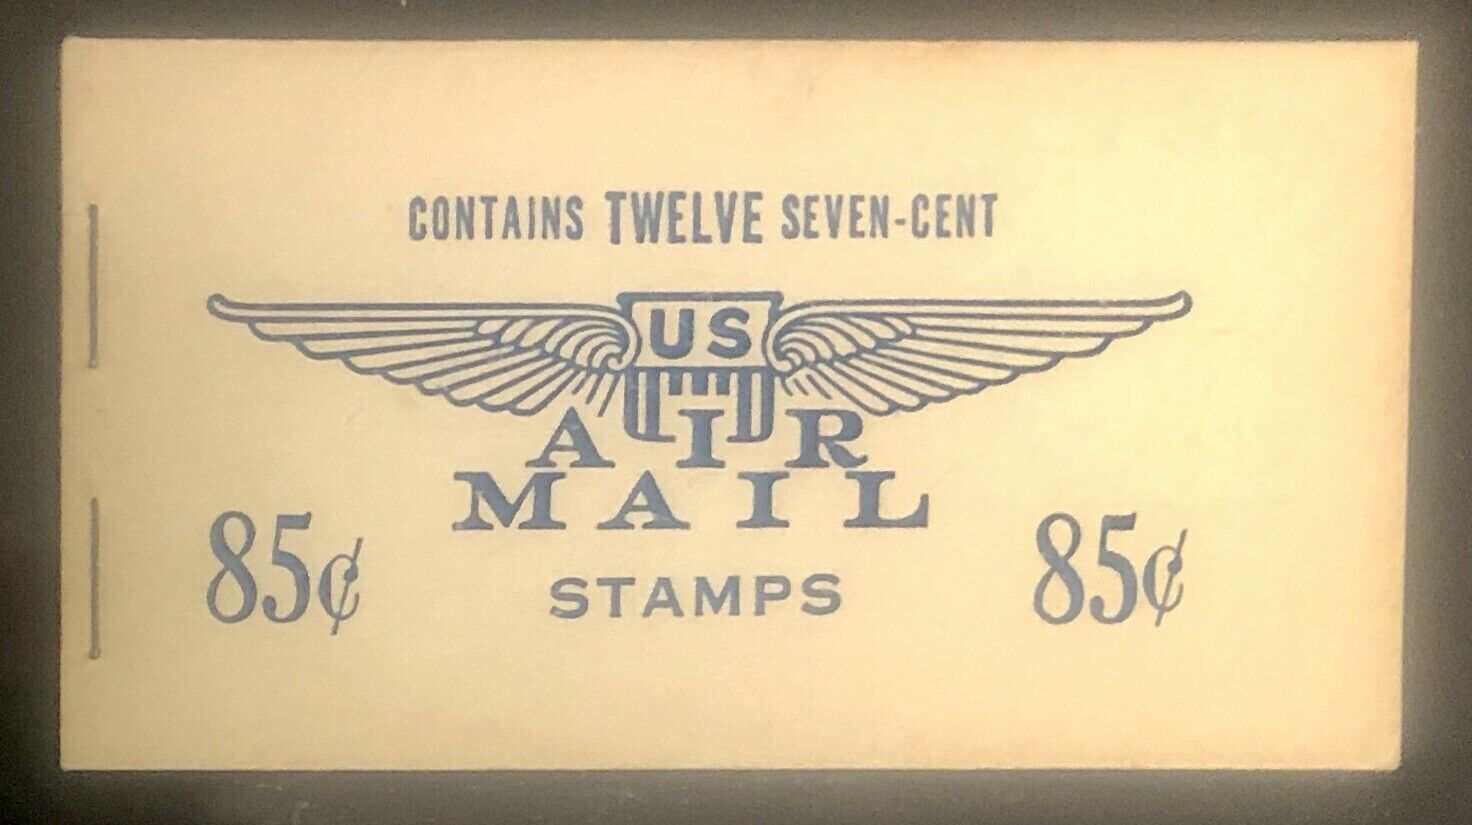 CONTAINS TWELVE SEVEN-CENT
US
AIR
MAIL
85¢ STAMPS 85¢